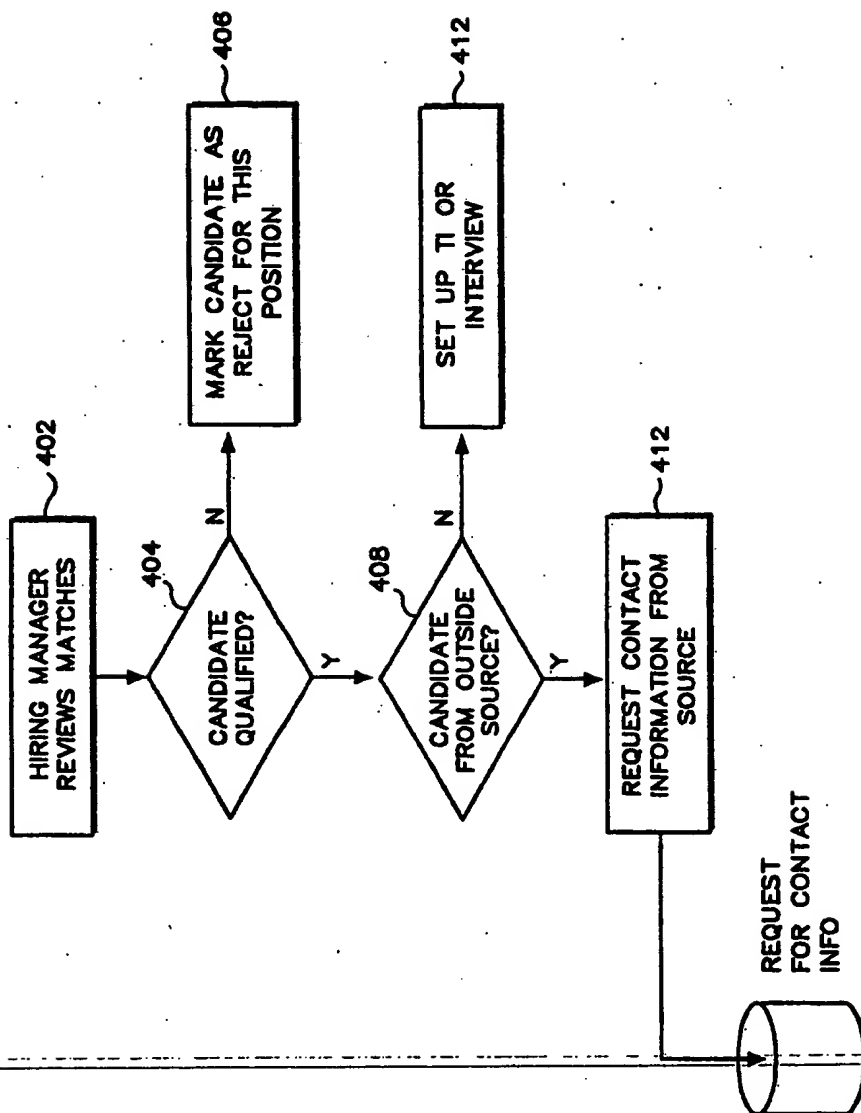 HIRING MANAGER
REVIEWS MATCHES
402
404
CANDIDATE
QUALIFIED?
N
MARK CANDIDATE AS
REJECT FOR THIS
POSITION
406
Y
408
CANDIDATE
FROM OUTSIDE
SOURCE?
N
SET UP TI OR
INTERVIEW
412
Y
REQUEST CONTACT
INFORMATION FROM
SOURCE
412
REQUEST
FOR CONTACT
INFO